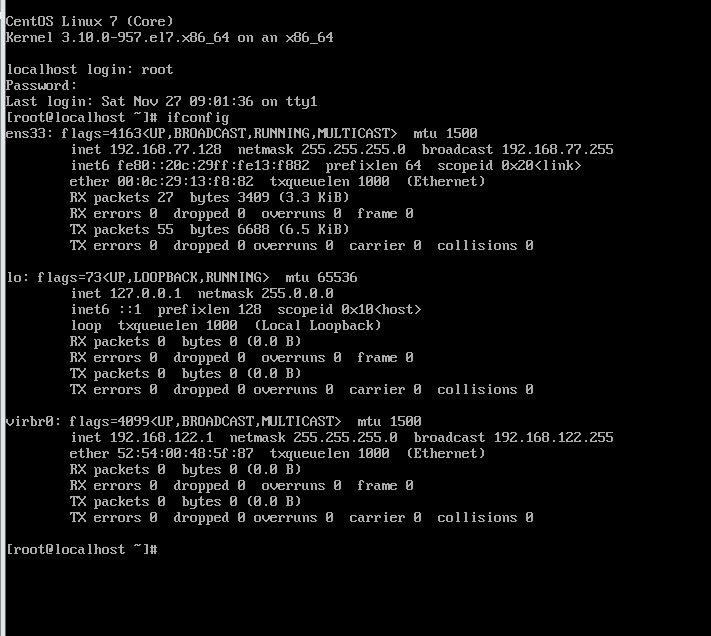 CentOS Linux 7 (Core)
Kernel 3.10.0-957.el7.x86_64 on an x86_64
localhost login: root
Password:
Last login: Sat Nov 27 09:01:36 on tty1
[root@localhost ~]# ifconfig
ens33: flags=4163<UP,BROADCAST,RUNNING,MULTICAST>  mtu 1500
        inet 192.168.77.128  netmask 255.255.255.0  broadcast 192.168.77.255
        inet6 fe80::20c:29ff:fe13:f882  prefixlen 64  scopeid 0x20<link>
        ether 00:0c:29:13:f8:82  txqueuelen 1000  (Ethernet)
        RX packets 27  bytes 3409 (3.3 KiB)
        RX errors 0  dropped 0  overruns 0  frame 0
        TX packets 55  bytes 6688 (6.5 KiB)
        TX errors 0  dropped 0 overruns 0  carrier 0  collisions 0
lo: flags=73<UP,LOOPBACK,RUNNING>  mtu 65536
        inet 127.0.0.1  netmask 255.0.0.0
        inet6 ::1  prefixlen 128  scopeid 0x10<host>
        loop  txqueuelen 1000  (Local Loopback)
        RX packets 0  bytes 0 (0.0 B)
        RX errors 0  dropped 0  overruns 0  frame 0
        TX packets 0  bytes 0 (0.0 B)
        TX errors 0  dropped 0 overruns 0  carrier 0  collisions 0
virbr0: flags=4099<UP,BROADCAST,MULTICAST>  mtu 1500
        inet 192.168.122.1  netmask 255.255.255.0  broadcast 192.168.122.255
        ether 52:54:00:48:5f:87  txqueuelen 1000  (Ethernet)
        RX packets 0  bytes 0 (0.0 B)
        RX errors 0  dropped 0  overruns 0  frame 0
        TX packets 0  bytes 0 (0.0 B)
        TX errors 0  dropped 0 overruns 0  carrier 0  collisions 0
[root@localhost ~]#